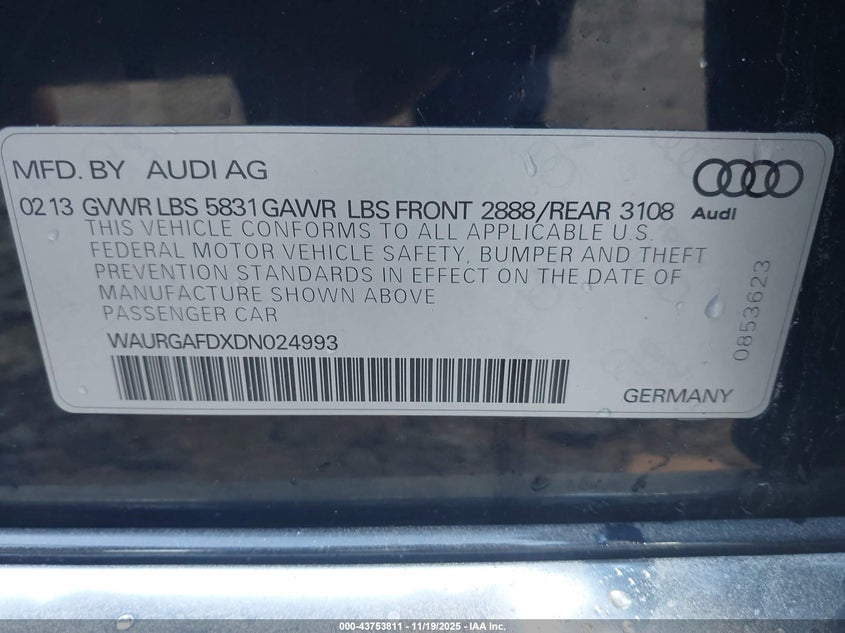 MFD. BY AUDI AG
02 13 GVWR LBS 5831 GAWR LBS FRONT 2888/REAR 3108
Audi
THIS VEHICLE CONFORMS TO ALL APPLICABLE U.S.
FEDERAL MOTOR VEHICLE SAFETY, BUMPER AND THEFT
PREVENTION STANDARDS IN EFFECT ON THE DATE OF
MANUFACTURE SHOWN ABOVE
PASSENGER CAR
0853623
WAURGAFDXDN024993
GERMANY
000-43753811 - 11/19/2025 - IAA Inc.